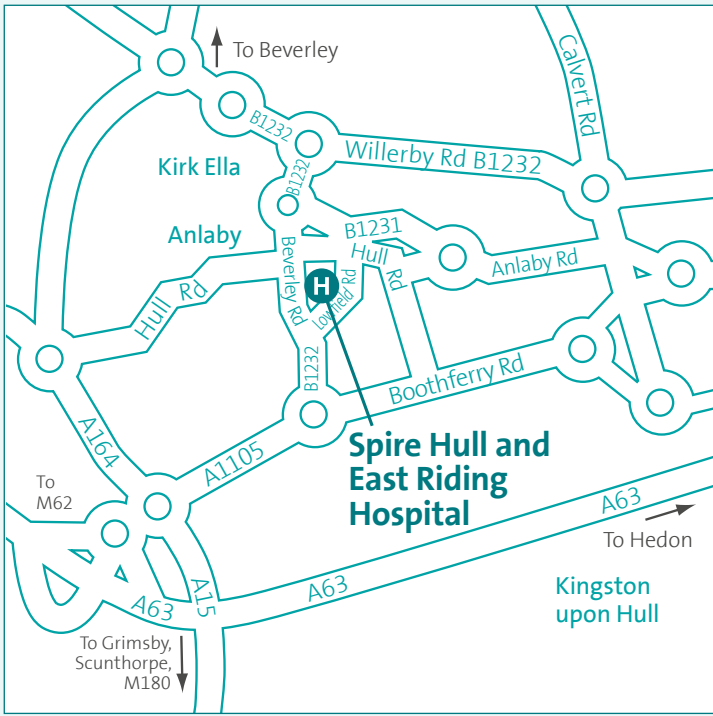 To Beverley
Calvert Rd
B1232
Willerby Rd B1232
Kirk Ella
B1232
B1231
Anlaby
Hull Rd
Beverley Rd
Anlaby Rd
Hull Rd
H
Lowfield Rd
B1232
Boothferry Rd
A164
A1105
Spire Hull and
East Riding
Hospital
To
M62
A63
To Hedon
A63
A15
A63
Kingston
upon Hull
To Grimsby,
Scunthorpe,
M180